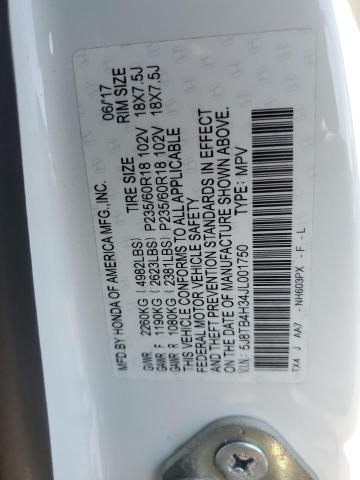 MFD.BY HONDA OF AMERICA MFG.,INC. 06/'17
TIRE SIZE RIM SIZE
GVWR 2260KG (4982LBS)
GAWR F 1190KG (2623LBS) P235/60R18 102V 18X7.5J
GAWR R 1080KG (2381LBS) P235/60R18 102V 18X7.5J
THIS VEHICLE CONFORMS TO ALL APPLICABLE
FEDERAL MOTOR VEHICLE SAFETY
AND THEFT PREVENTION STANDARDS IN EFFECT
ON THE DATE OF MANUFACTURE SHOWN ABOVE.
V.I.N.: 5J8TB4H34JL001750 TYPE: MPV
TX4 J AA7 - NH603PX - F - L